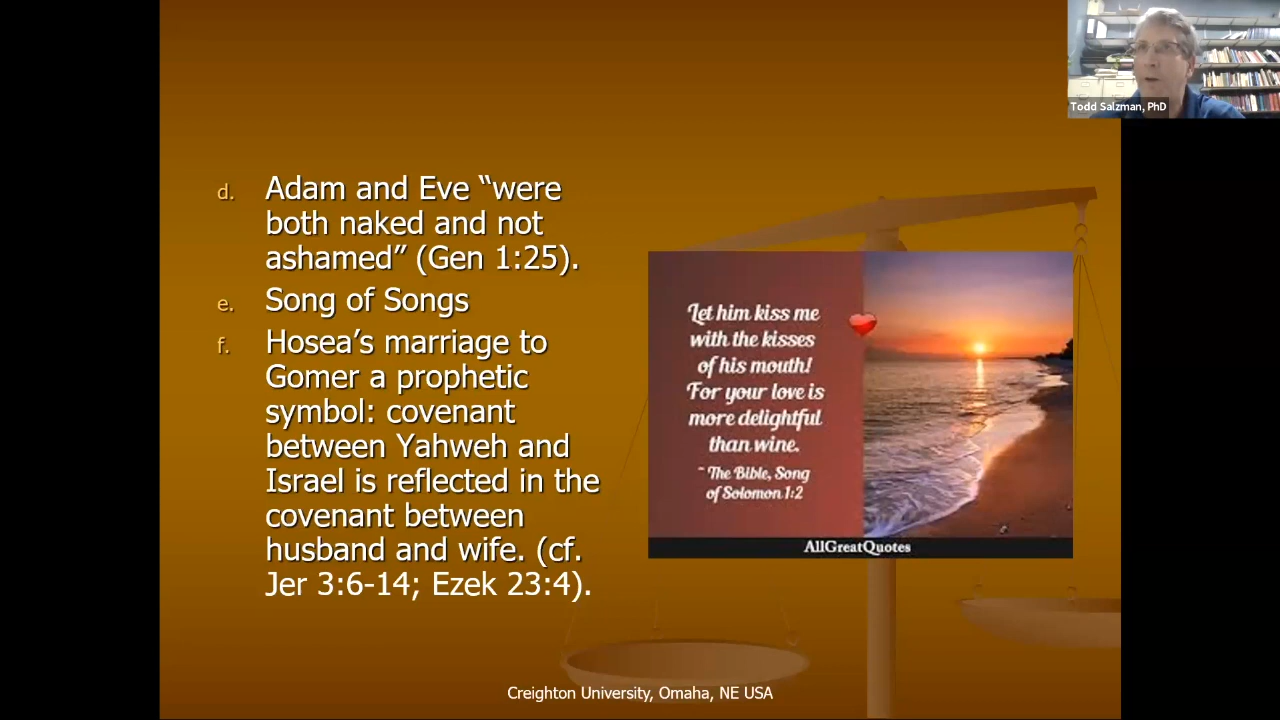 Todd Salzman, PhD
d. Adam and Eve “were
both naked and not
ashamed” (Gen 1:25).
e. Song of Songs
f. Hosea’s marriage to
Gomer a prophetic
symbol: covenant
between Yahweh and
Israel is reflected in the
covenant between
husband and wife. (cf.
Jer 3:6-14; Ezek 23:4).
Let him kiss me
with the kisses
of his mouth!
For your love is
more delightful
than wine.
~ The Bible, Song
of Solomon 1:2
AllGreatQuotes
Creighton University, Omaha, NE USA